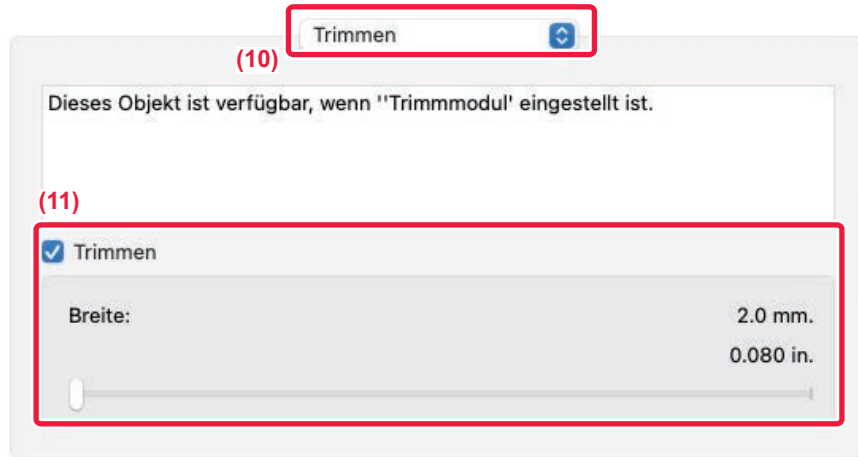 Trimmen
(10)
Dieses Objekt ist verfügbar, wenn ''Trimmmodul' eingestellt ist.
(11)
Trimmen
Breite: 2.0 mm.
0.080 in.